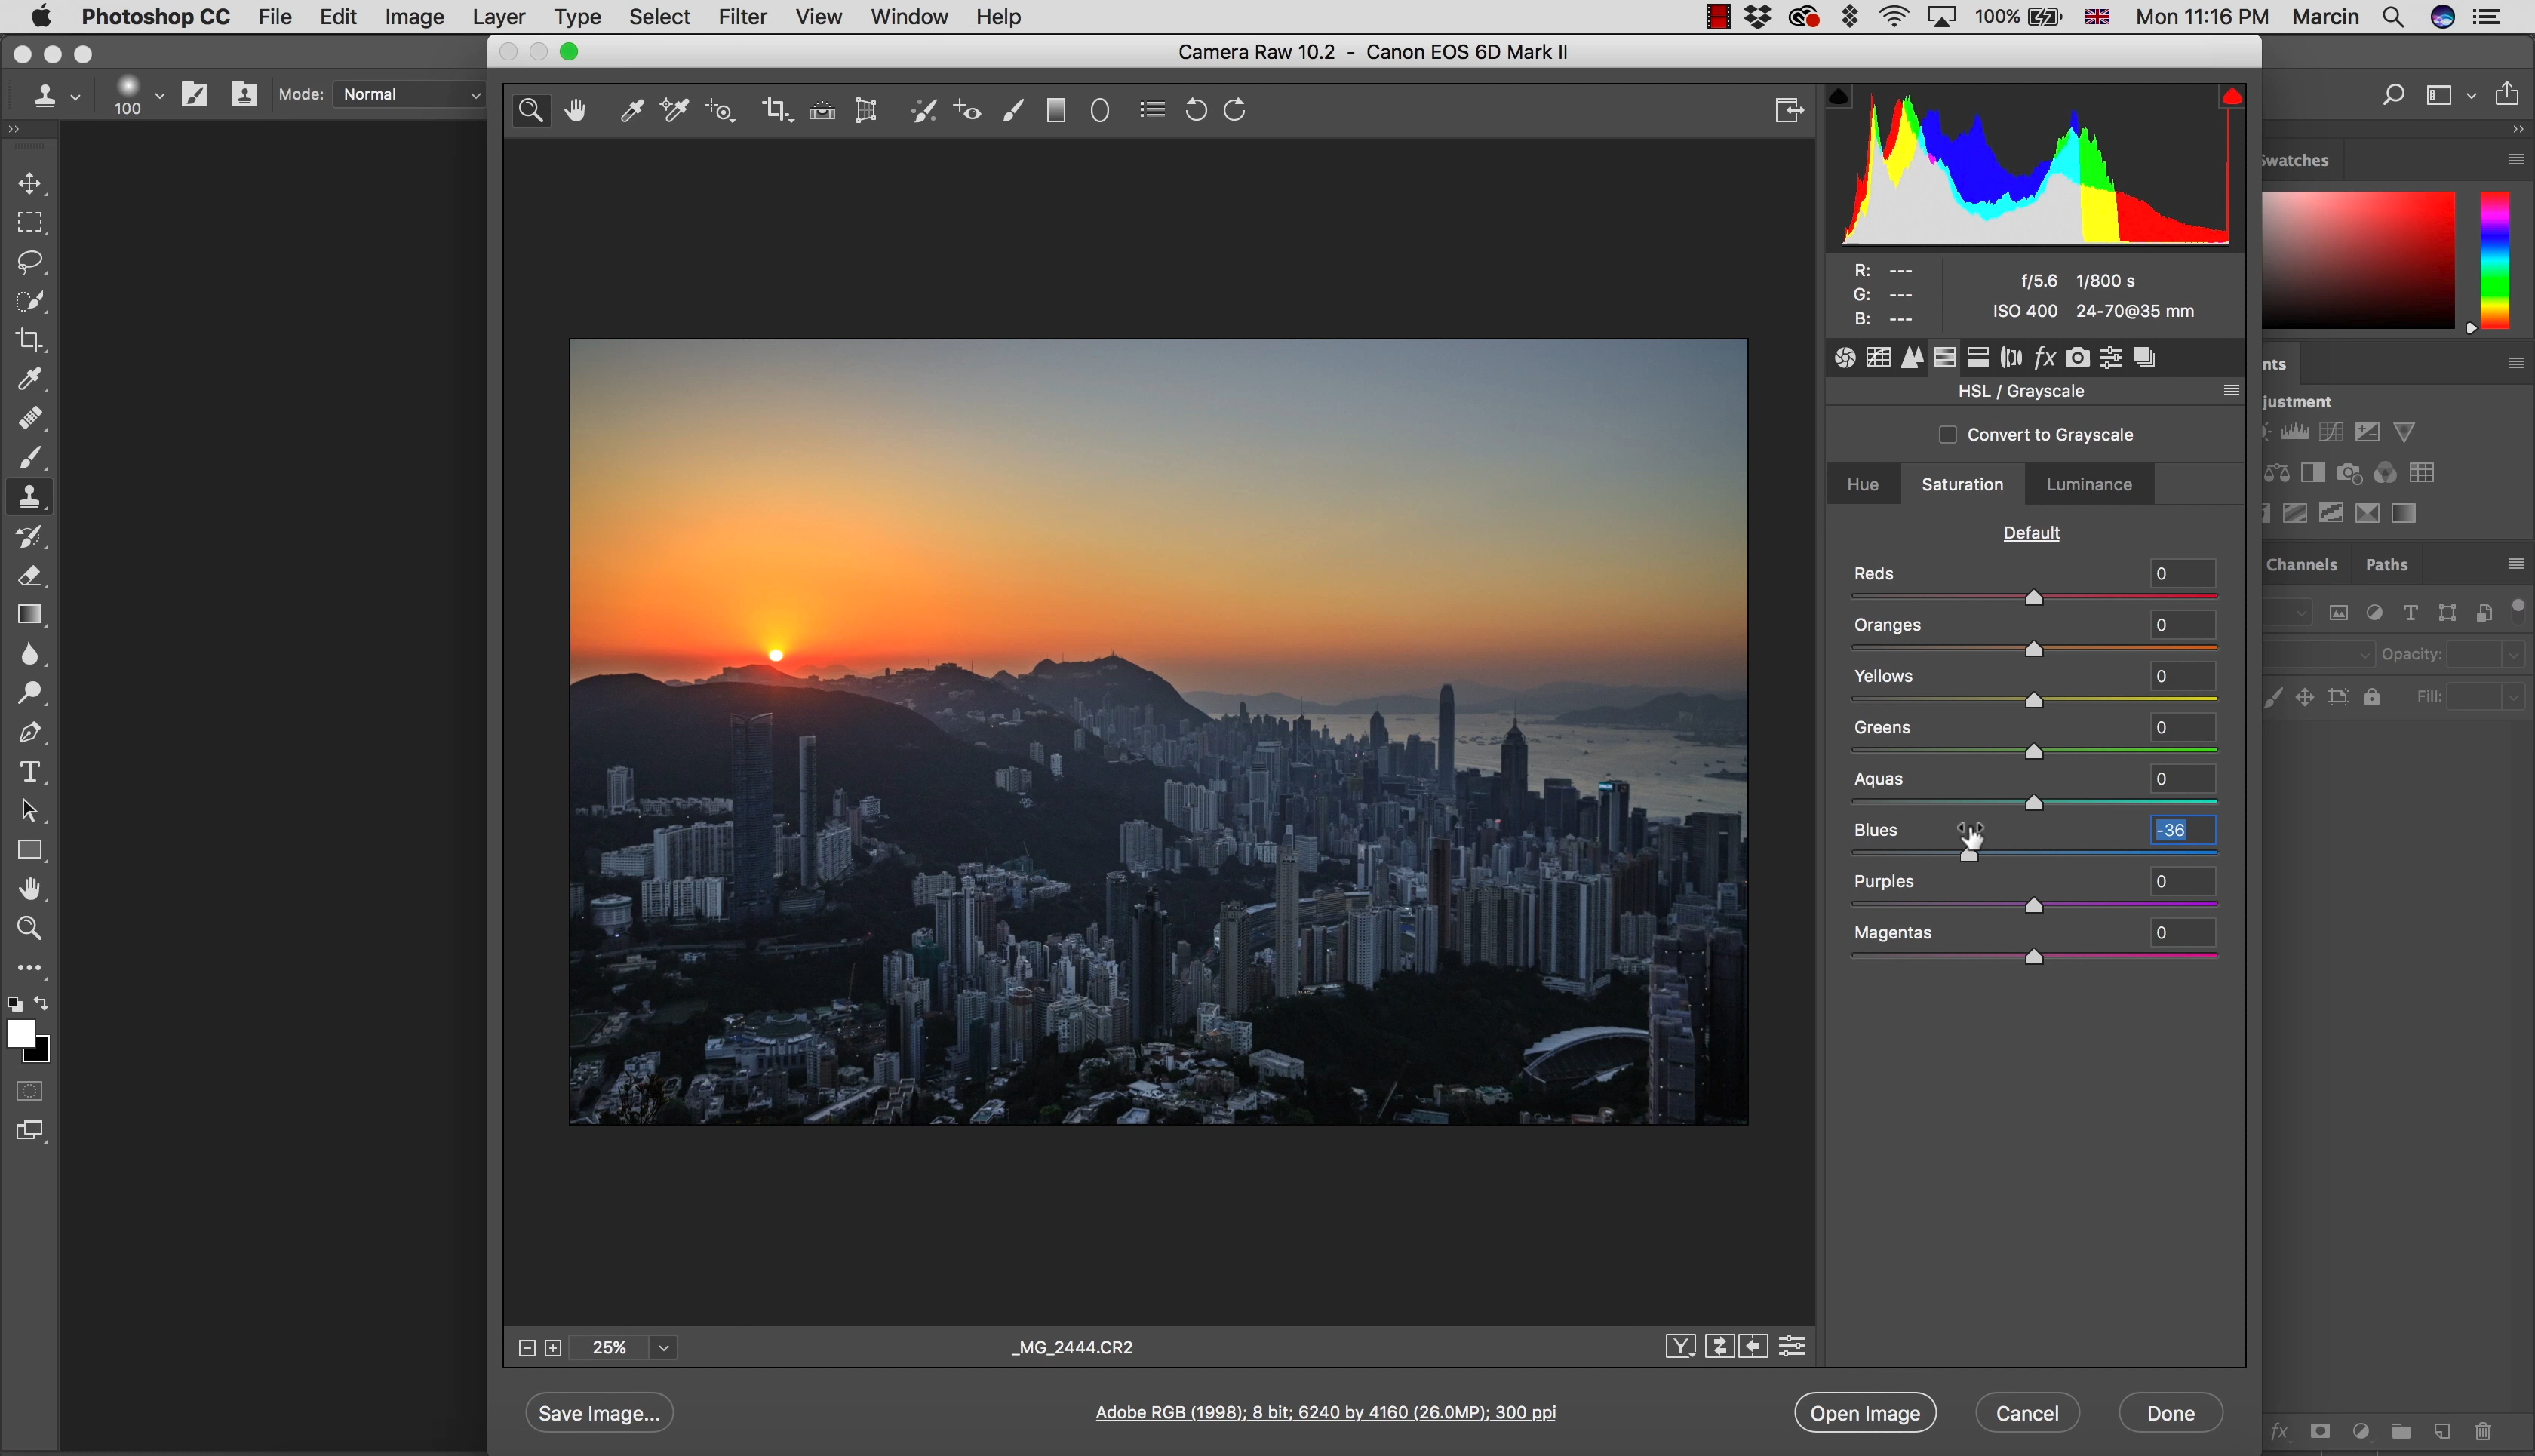 Photoshop CC File Edit Image Layer Type Select Filter View Window Help 100% Mon 11:16 PM Marcin
Camera Raw 10.2 - Canon EOS 6D Mark II
100 Mode: Normal
R: ---
G: ---
B: ---
f/5.6 1/800 s
ISO 400 24-70@35 mm
HSL / Grayscale
Convert to Grayscale
Hue Saturation Luminance
Default
Reds 0
Oranges 0
Yellows 0
Greens 0
Aquas 0
Blues -36
Purples 0
Magentas 0
Swatches
nts
justment
Channels Paths
Opacity:
Fill:
25% _MG_2444.CR2
Save Image... Adobe RGB (1998); 8 bit; 6240 by 4160 (26.0MP); 300 ppi Open Image Cancel Done